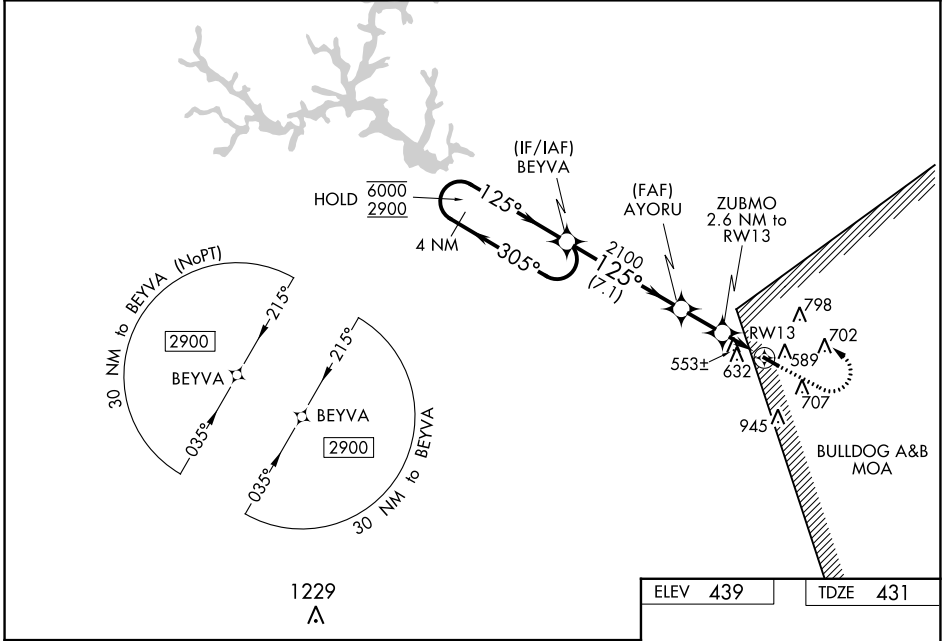 (IF/IAF)
BEYVA
(FAF)
AYORU
ZUBMO
2.6 NM to
RW13
HOLD 6000
2900
125°
4 NM
305°
2100
125°
(7.1)
30 NM to BEYVA (NoPT)
215°
2900
BEYVA
035°
215°
BEYVA
2900
035°
30 NM to BEYVA
798
RW13
702
589
553±
632
707
945
BULLDOG A&B
MOA
1229
ELEV 439
TDZE 431